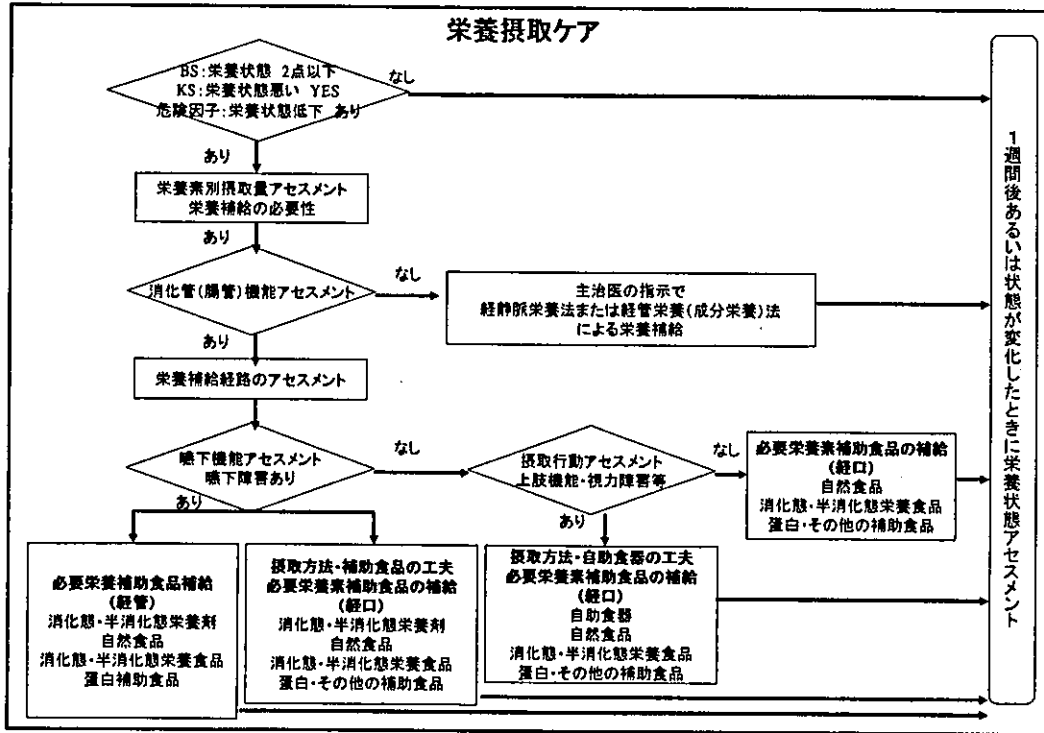 栄養摂取ケア
BS:栄養状態 2点以下
KS:栄養状態悪い YES
危険因子:栄養状態低下 あり
なし
あり
栄養素別摂取量アセスメント
栄養補給の必要性
あり
消化管(腸管)機能アセスメント
なし
主治医の指示で
経静脈栄養法または経管栄養(成分栄養)法
による栄養補給
あり
栄養補給経路のアセスメント
嚥下機能アセスメント
嚥下障害あり
なし
摂取行動アセスメント
上肢機能・視力障害等
なし
必要栄養素補助食品の補給
(経口)
自然食品
消化態・半消化態栄養食品
蛋白・その他の補助食品
あり
あり
必要栄養補助食品補給
(経管)
消化態・半消化態栄養剤
自然食品
消化態・半消化態栄養食品
蛋白補助食品
摂取方法・補助食品の工夫
必要栄養素補助食品の補給
(経口)
消化態・半消化態栄養剤
自然食品
消化態・半消化態栄養食品
蛋白・その他の補助食品
摂取方法・自助食器の工夫
必要栄養素補助食品の補給
(経口)
自助食器
自然食品
消化態・半消化態栄養食品
蛋白・その他の補助食品
1週間後あるいは状態が変化したときに栄養状態アセスメント